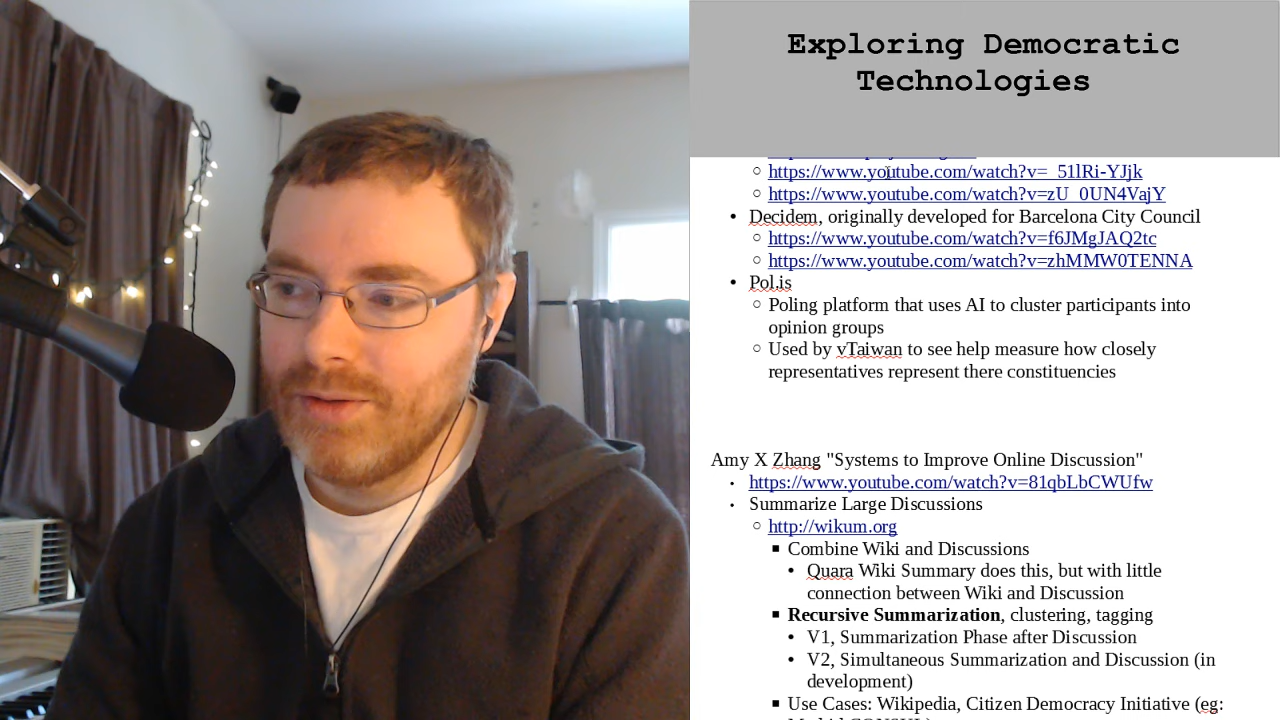 Exploring Democratic
Technologies
https://www.youtube.com/watch?v=_51lRi-YJjk
https://www.youtube.com/watch?v=zU_0UN4VajY
Decidem, originally developed for Barcelona City Council
https://www.youtube.com/watch?v=f6JMgJAQ2tc
https://www.youtube.com/watch?v=zhMMW0TENNA
Pol.is
Poling platform that uses AI to cluster participants into
opinion groups
Used by vTaiwan to see help measure how closely
representatives represent there constituencies
Amy X Zhang "Systems to Improve Online Discussion"
https://www.youtube.com/watch?v=81qbLbCWUfw
Summarize Large Discussions
http://wikum.org
Combine Wiki and Discussions
Quara Wiki Summary does this, but with little
connection between Wiki and Discussion
Recursive Summarization, clustering, tagging
V1, Summarization Phase after Discussion
V2, Simultaneous Summarization and Discussion (in
development)
Use Cases: Wikipedia, Citizen Democracy Initiative (eg: